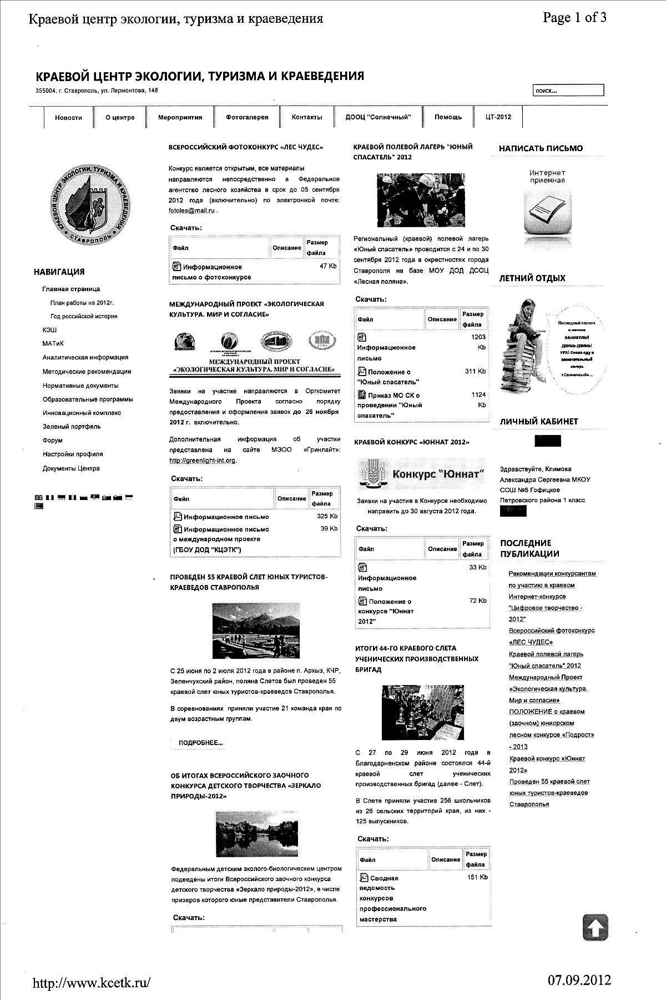 Краевой центр экологии, туризма и краеведения
Page 1 of 3
КРАЕВОЙ ЦЕНТР ЭКОЛОГИИ, ТУРИЗМА И КРАЕВЕДЕНИЯ
355004, г. Ставрополь, ул. Лермонтова, 148
поиск...
Новости
О центре
Мероприятия
Фотогалерея
Контакты
ДООЦ "Солнечный"
Помощь
ЦТ-2012
КРАЕВОЙ ЦЕНТР ЭКОЛОГИИ, ТУРИЗМА И КРАЕВЕДЕНИЯ
СТАВРОПОЛЬ
НАВИГАЦИЯ
Главная страница
План работы на 2012г.
Год российской истории
КЭШ
МАТиК
Аналитическая информация
Методические рекомендации
Нормативные документы
Образовательные программы
Инновационный комплекс
Зеленый портфель
Форум
Настройки профиля
Документы Центра
ВСЕРОССИЙСКИЙ ФОТОКОНКУРС «ЛЕС ЧУДЕС»
Конкурс является открытым, все материалы
направляются непосредственно в Федеральное
агентство лесного хозяйства в срок до 05 сентября
2012 года (включительно) по электронной почте:
fotoles@mail.ru .
Скачать:
Файл Описание Размер
файла
Информационное 47 Kb
письмо о фотоконкурсе
МЕЖДУНАРОДНЫЙ ПРОЕКТ «ЭКОЛОГИЧЕСКАЯ
КУЛЬТУРА. МИР И СОГЛАСИЕ»
МЕЖДУНАРОДНЫЙ ПРОЕКТ
«ЭКОЛОГИЧЕСКАЯ КУЛЬТУРА. МИР И СОГЛАСИЕ»
Заявки на участие направляются в Оргкомитет
Международного Проекта согласно порядку
предоставления и оформления заявок до 26 ноября
2012 г. включительно.
Дополнительная информация об участии
представлена на сайте МЭОО «Гринлайт»:
http://greenlight-int.org.
Скачать:
Файл Описание Размер
файла
Информационное письмо 325 Kb
Информационное письмо 39 Kb
о международном проекте
(ГБОУ ДОД "КЦЭТК")
ПРОВЕДЕН 55 КРАЕВОЙ СЛЕТ ЮНЫХ ТУРИСТОВ-
КРАЕВЕДОВ СТАВРОПОЛЬЯ
С 25 июня по 2 июля 2012 года в районе п. Архыз, КЧР,
Зеленчукский район, поляна Слетов был проведен 55
краевой слет юных туристов-краеведов Ставрополья.
В соревнованиях приняли участие 21 команда края по
двум возрастным группам.
ПОДРОБНЕЕ...
ОБ ИТОГАХ ВСЕРОССИЙСКОГО ЗАОЧНОГО
КОНКУРСА ДЕТСКОГО ТВОРЧЕСТВА «ЗЕРКАЛО
ПРИРОДЫ-2012»
Федеральным детским эколого-биологическим центром
подведены итоги Всероссийского заочного конкурса
детского творчества «Зеркало природы-2012», в числе
призеров которого юные представители Ставрополья.
Скачать:
КРАЕВОЙ ПОЛЕВОЙ ЛАГЕРЬ "ЮНЫЙ
СПАСАТЕЛЬ" 2012
Региональный (краевой) полевой лагерь
«Юный спасатель» проводится с 24 и по 30
сентября 2012 года в окрестностях города
Ставрополя на базе МОУ ДОД ДСОЦ
«Лесная поляна».
Скачать:
Файл Описание Размер
файла
1203
Информационное Kb
письмо
Положение о 311 Kb
"Юный спасатель"
Приказ МО СК о 1124
проведении "Юный Kb
спасатель"
КРАЕВОЙ КОНКУРС «ЮННАТ 2012»
Конкурс "Юннат"
Заявки на участие в Конкурсе необходимо
направить до 30 августа 2012 года.
Скачать:
Файл Описание Размер
файла
33 Kb
Информационное
письмо
Положение о 72 Kb
конкурсе "Юннат
2012"
ИТОГИ 44-ГО КРАЕВОГО СЛЕТА
УЧЕНИЧЕСКИХ ПРОИЗВОДСТВЕННЫХ
БРИГАД
С 27 по 29 июня 2012 года в
Благодарненском районе состоялся 44-й
краевой слет ученических
производственных бригад (далее - Слет).
В Слете приняли участие 256 школьников
из 26 сельских территорий края, из них -
125 выпускников.
Скачать:
Файл Описание Размер
файла
Сводная 151 Kb
ведомость
конкурсов
профессионального
мастерства
НАПИСАТЬ ПИСЬМО
Интернет
приемная
ЛЕТНИЙ ОТДЫХ
Последний звонок
и летние
КАНИКУЛЫ!
ДЗИНЬ-ДЗИНЬ!
УРА! Снова еду в
замечательный
лагерь
«Солнечный»...
ЛИЧНЫЙ КАБИНЕТ
Здравствуйте, Климова
Александра Сергеевна МКОУ
СОШ №6 Гофицкое
Петровского района 1 класс
ПОСЛЕДНИЕ
ПУБЛИКАЦИИ
Рекомендации конкурсантам
по участию в краевом
Интернет-конкурсе
"Цифровое творчество -
2012"
Всероссийский фотоконкурс
«ЛЕС ЧУДЕС»
Краевой полевой лагерь
"Юный спасатель" 2012
Международный Проект
«Экологическая культура.
Мир и согласие»
ПОЛОЖЕНИЕ о краевом
(заочном) юниорском
лесном конкурсе «Подрост»
- 2013
Краевой конкурс «Юннат
2012»
Проведен 55 краевой слет
юных туристов-краеведов
Ставрополья
http://www.kcetk.ru/
07.09.2012